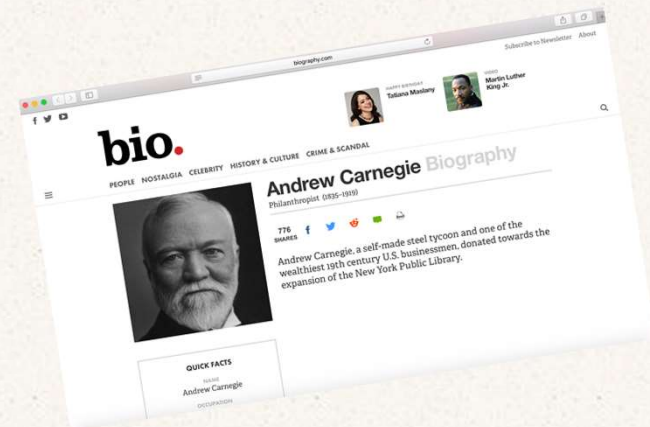 biography.com
Subscribe to Newsletter About
HAPPY BIRTHDAY
Tatiana Maslany
VIDEO
Martin Luther
King Jr.
bio.
PEOPLE NOSTALGIA CELEBRITY HISTORY & CULTURE CRIME & SCANDAL
Andrew Carnegie Biography
Philanthropist (1835–1919)
776
SHARES
Andrew Carnegie, a self-made steel tycoon and one of the
wealthiest 19th century U.S. businessmen, donated towards the
expansion of the New York Public Library.
QUICK FACTS
NAME
Andrew Carnegie
OCCUPATION